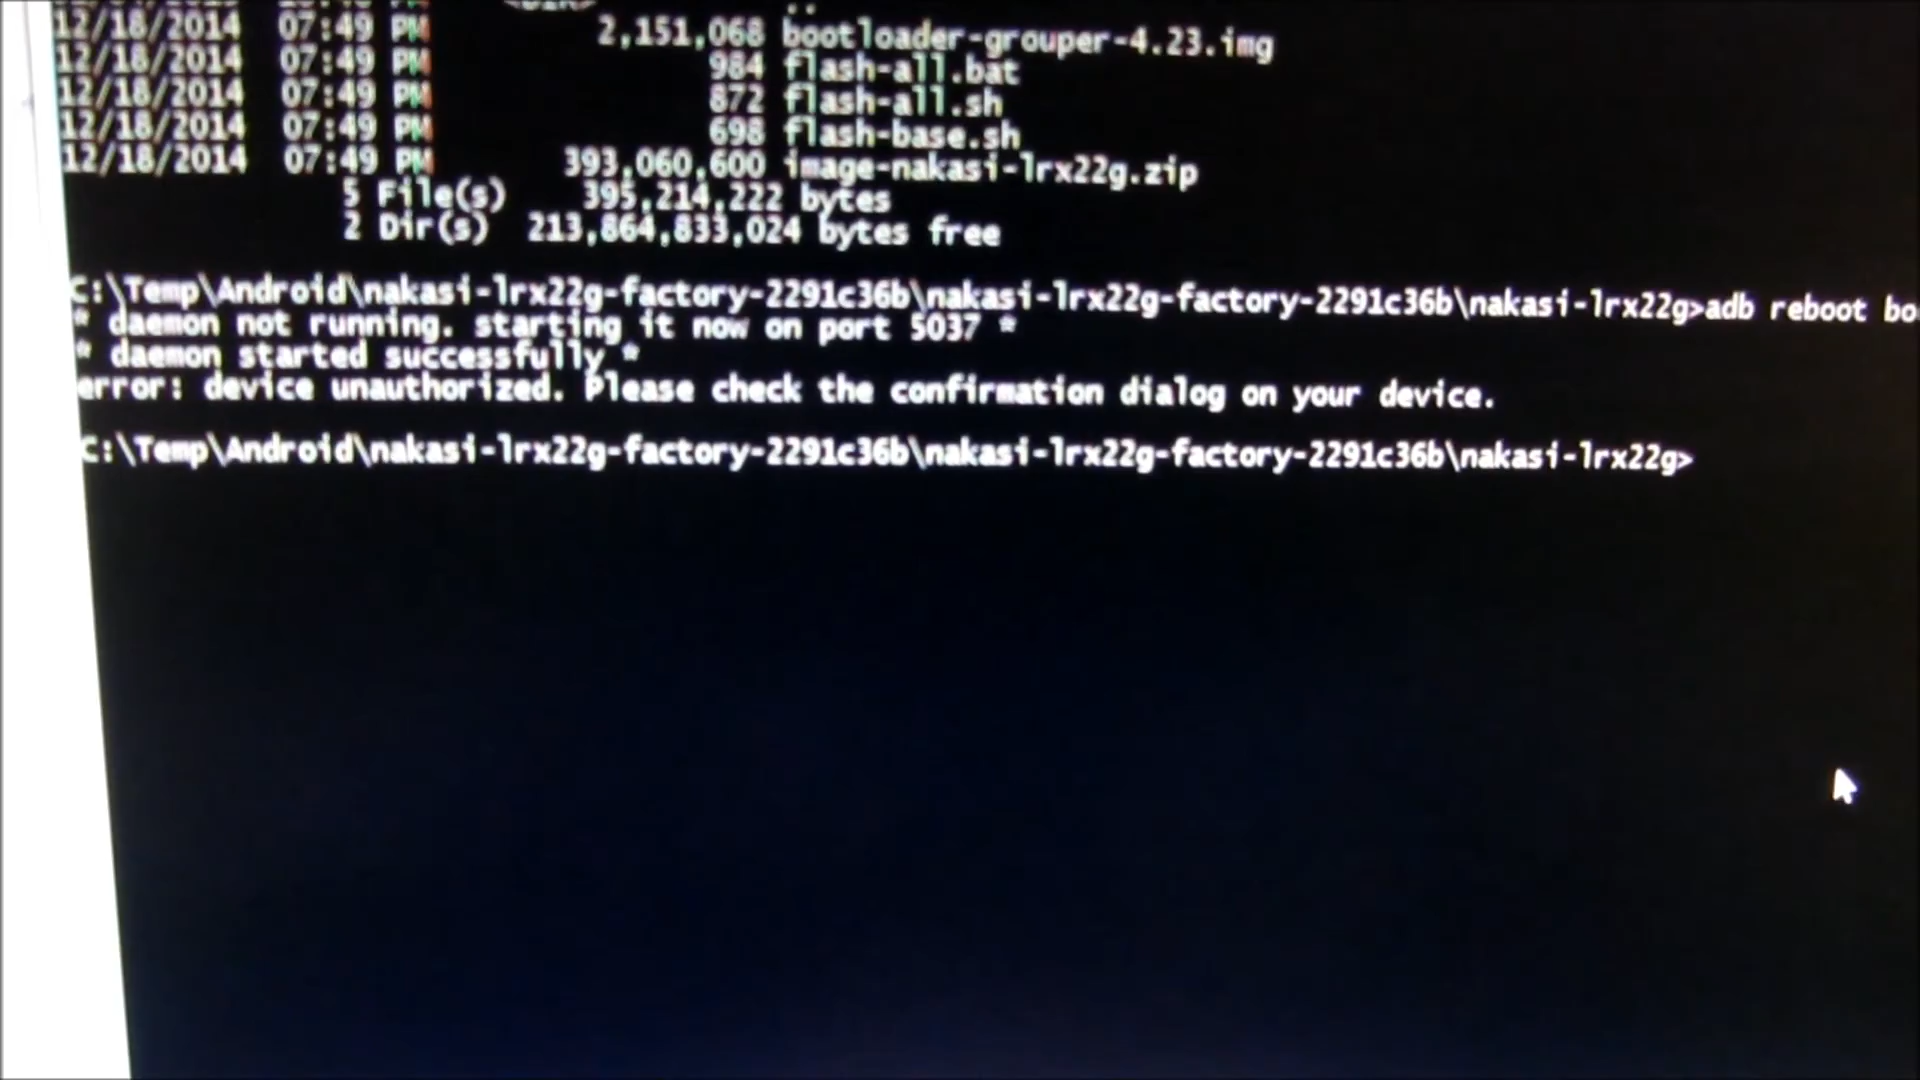 12/18/2014 07:49 PM 2,151,068 bootloader-grouper-4.23.img
12/18/2014 07:49 PM 984 flash-all.bat
12/18/2014 07:49 PM 872 flash-all.sh
12/18/2014 07:49 PM 698 flash-base.sh
12/18/2014 07:49 PM 393,060,600 image-nakasi-lrx22g.zip
5 File(s) 395,214,222 bytes
2 Dir(s) 213,864,833,024 bytes free
C:\Temp\Android\nakasi-lrx22g-factory-2291c36b\nakasi-lrx22g-factory-2291c36b\nakasi-lrx22g>adb reboot bo
* daemon not running. starting it now on port 5037 *
* daemon started successfully *
error: device unauthorized. Please check the confirmation dialog on your device.
C:\Temp\Android\nakasi-lrx22g-factory-2291c36b\nakasi-lrx22g-factory-2291c36b\nakasi-lrx22g>